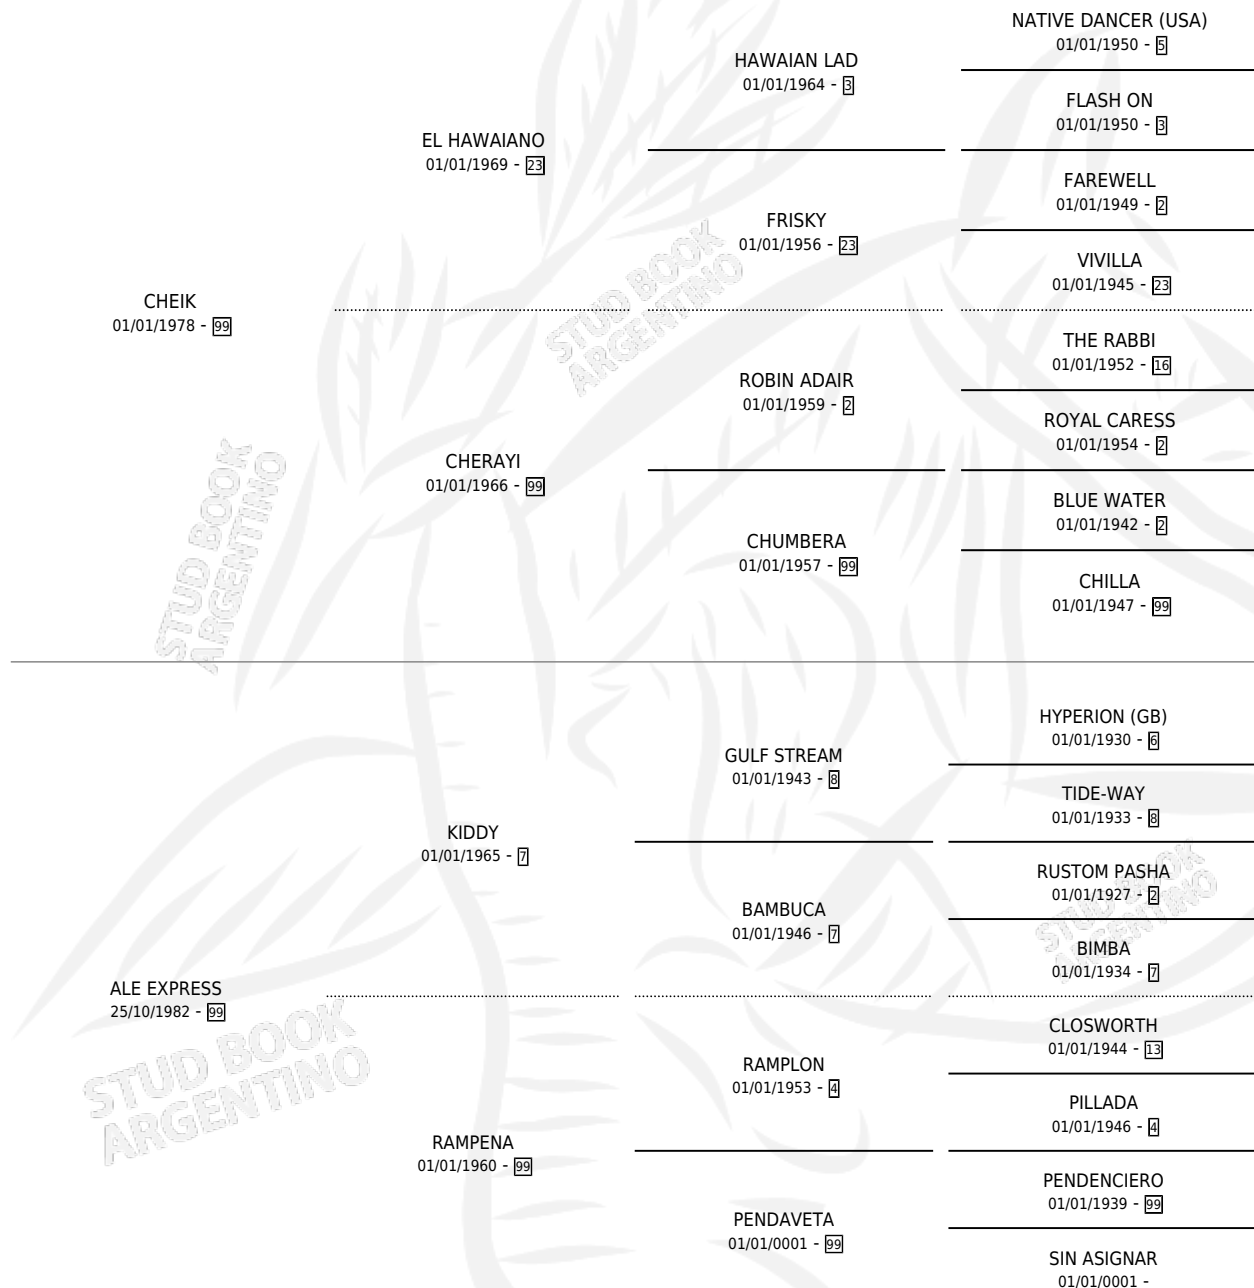 NATIVE DANCER (USA)
01/01/1950 - 5
HAWAIAN LAD
01/01/1964 - 3
FLASH ON
01/01/1950 - 3
EL HAWAIANO
01/01/1969 - 23
FAREWELL
01/01/1949 - 2
FRISKY
01/01/1956 - 23
VIVILLA
01/01/1945 - 23
CHEIK
01/01/1978 - 99
THE RABBI
01/01/1952 - 16
ROBIN ADAIR
01/01/1959 - 2
ROYAL CARESS
01/01/1954 - 2
CHERAYI
01/01/1966 - 99
BLUE WATER
01/01/1942 - 2
CHUMBERA
01/01/1957 - 99
CHILLA
01/01/1947 - 99
HYPERION (GB)
01/01/1930 - 6
GULF STREAM
01/01/1943 - 8
TIDE-WAY
01/01/1933 - 8
KIDDY
01/01/1965 - 7
RUSTOM PASHA
01/01/1927 - 2
BAMBUCA
01/01/1946 - 7
BIMBA
01/01/1934 - 7
ALE EXPRESS
25/10/1982 - 99
CLOSWORTH
01/01/1944 - 13
RAMPLON
01/01/1953 - 4
PILLADA
01/01/1946 - 4
RAMPENA
01/01/1960 - 99
PENDENCIERO
01/01/1939 - 99
PENDAVETA
01/01/0001 - 99
SIN ASIGNAR
01/01/0001 -
STUD BOOK
ARGENTINO
STUD BOOK
ARGENTINO
STUD BOOK
ARGENTINO
STUD BOOK
ARGENTINO